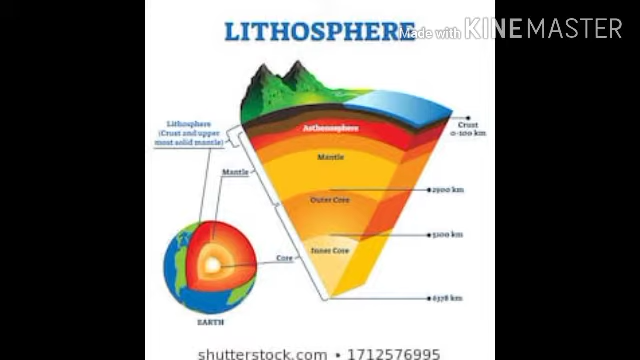 LITHOSPHERE
Made with KINEMASTER
Lithosphere
(Crust and upper
most solid mantle)
Asthenosphere
Crust
0-100 km
Mantle
Mantle
2900 km
Outer Core
5100 km
Inner Core
Core
6378 km
EARTH
shutterstock.com • 1712576995